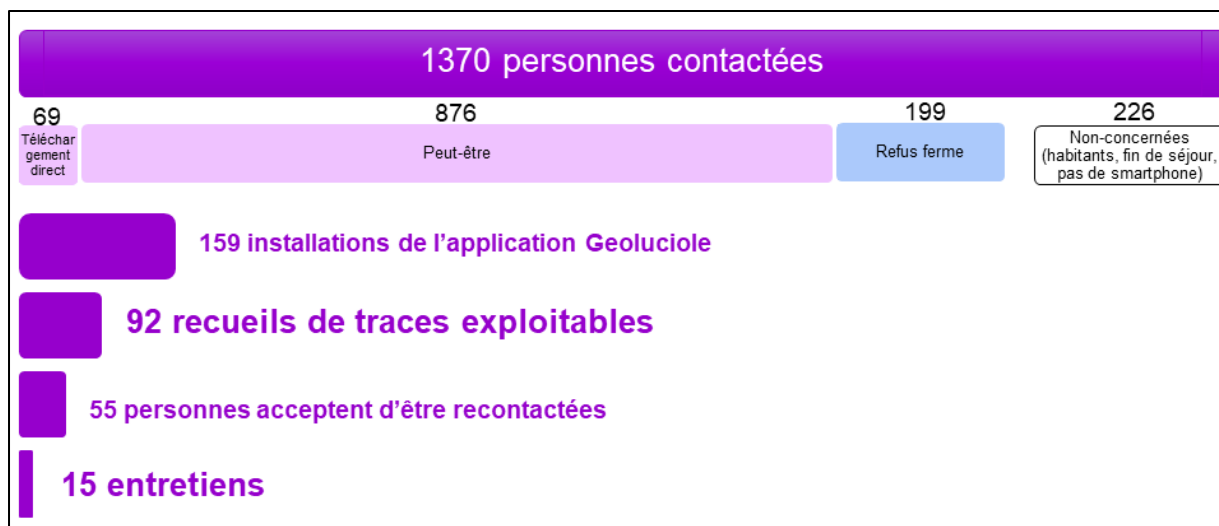 1370 personnes contactées
69
876
199
226
Téléchar
gement
direct
Peut-être
Refus ferme
Non-concernées
(habitants, fin de séjour,
pas de smartphone)
159 installations de l’application Geoluciole
92 recueils de traces exploitables
55 personnes acceptent d’être recontactées
15 entretiens